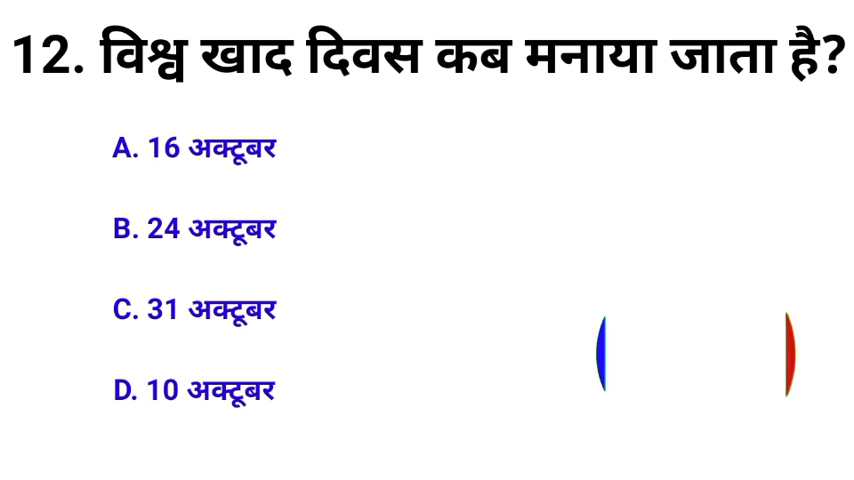 12. विश्व खाद दिवस कब मनाया जाता है?
A. 16 अक्टूबर
B. 24 अक्टूबर
C. 31 अक्टूबर
D. 10 अक्टूबर